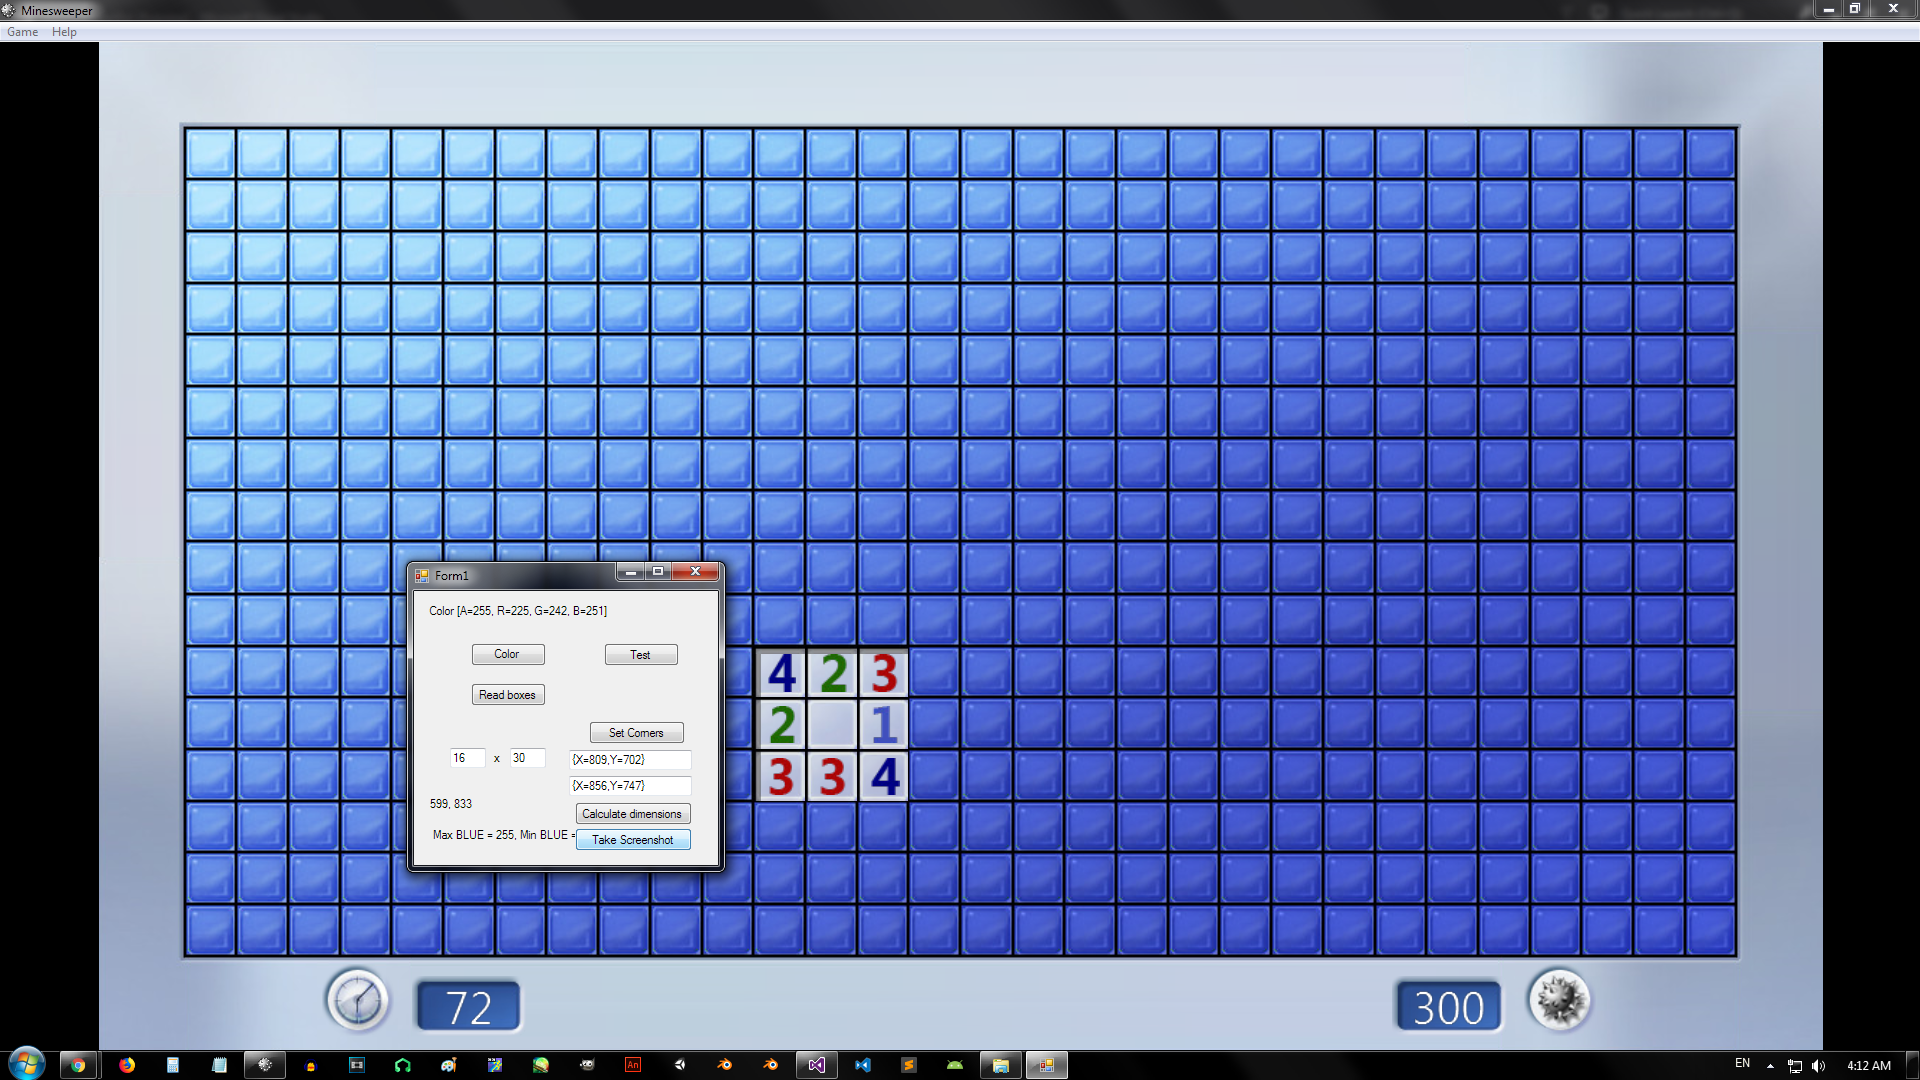 Minesweeper
Game Help
Form1
Color [A=255, R=225, G=242, B=251]
Color
Test
Read boxes
Set Corners
16 x 30
{X=809,Y=702}
{X=856,Y=747}
599, 833
Calculate dimensions
Max BLUE = 255, Min BLUE =
Take Screenshot
4 2 3
2 1
3 3 4
72
300
An
EN
4:12 AM